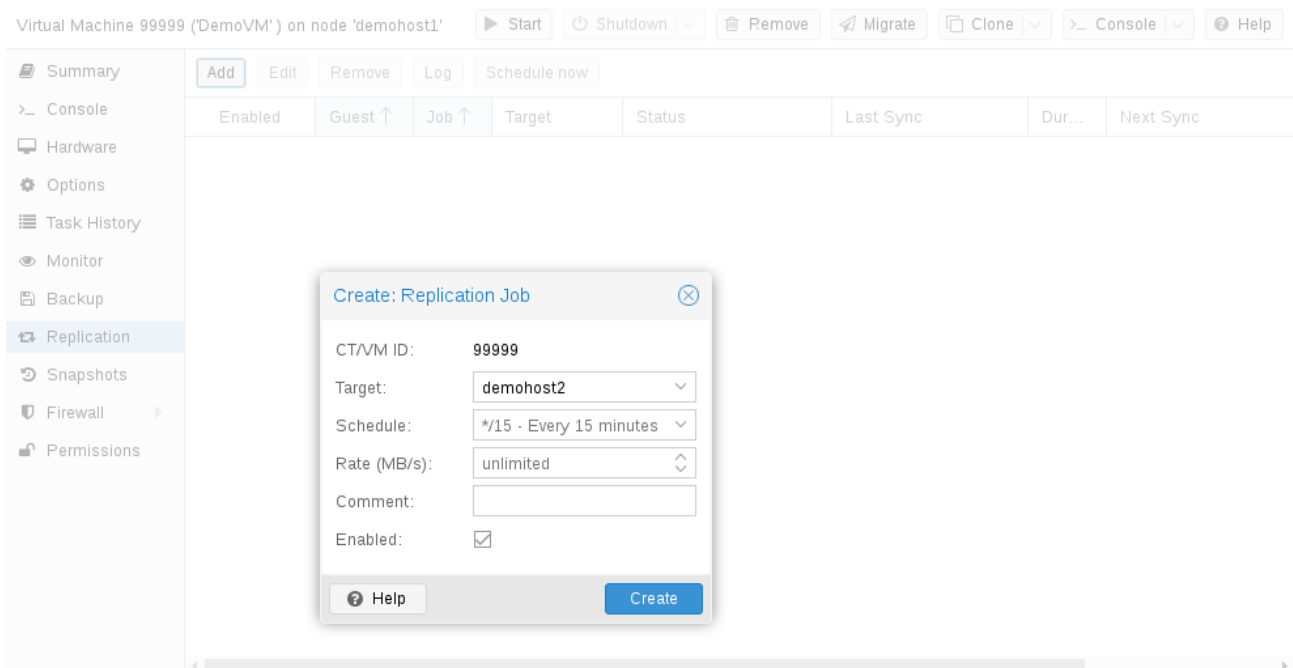 Virtual Machine 99999 ('DemoVM' ) on node 'demohost1' Start Shutdown Remove Migrate Clone >_ Console Help
Summary
>_ Console
Hardware
Options
Task History
Monitor
Backup
Replication
Snapshots
Firewall
Permissions
Add Edit Remove Log Schedule now
Enabled Guest ↑ Job ↑ Target Status Last Sync Dur... Next Sync
Create: Replication Job
CT/VM ID: 99999
Target: demohost2
Schedule: */15 - Every 15 minutes
Rate (MB/s): unlimited
Comment:
Enabled:
Help Create